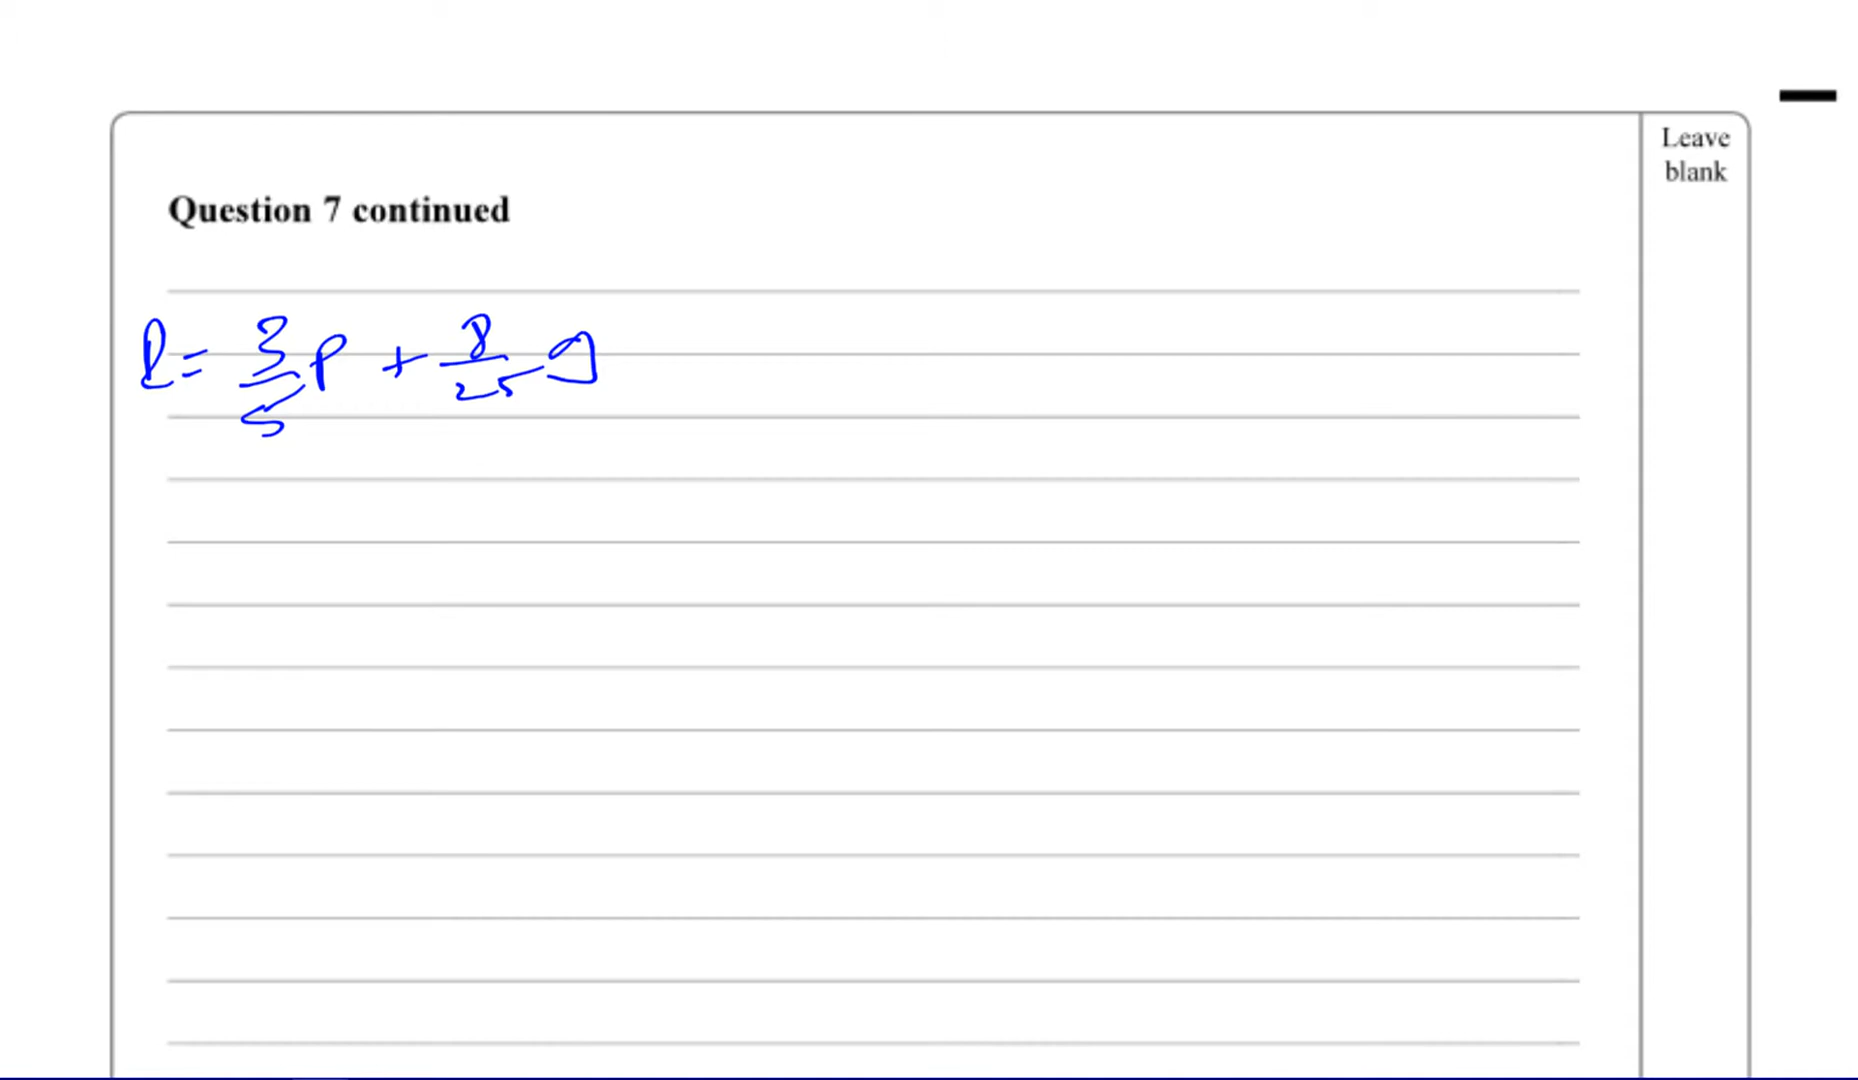 Leave
blank
Question 7 continued
l = 3/5 p + 8/25 g